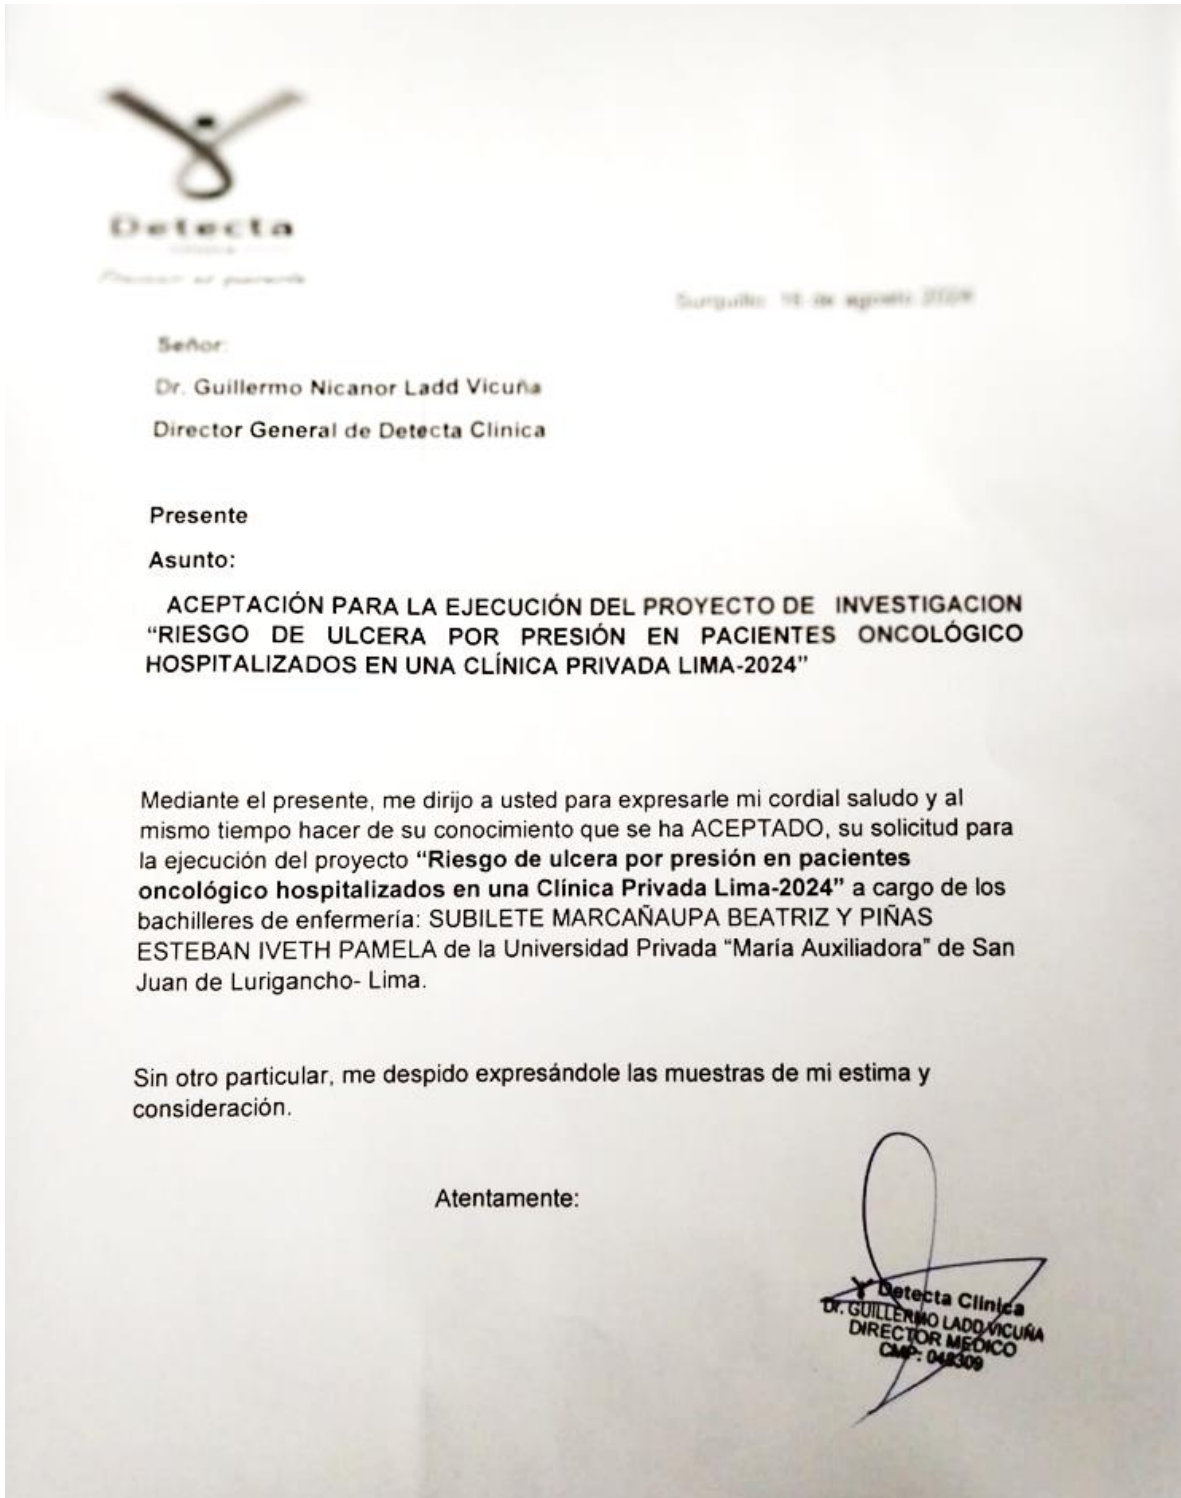 Detecta
Surquillo, de agosto 2024
Señor:
Dr. Guillermo Nicanor Ladd Vicuña
Director General de Detecta Clinica
Presente
Asunto:
ACEPTACIÓN PARA LA EJECUCIÓN DEL PROYECTO DE INVESTIGACION
“RIESGO DE ULCERA POR PRESIÓN EN PACIENTES ONCOLÓGICO
HOSPITALIZADOS EN UNA CLÍNICA PRIVADA LIMA-2024”
Mediante el presente, me dirijo a usted para expresarle mi cordial saludo y al
mismo tiempo hacer de su conocimiento que se ha ACEPTADO, su solicitud para
la ejecución del proyecto “Riesgo de ulcera por presión en pacientes
oncológico hospitalizados en una Clínica Privada Lima-2024” a cargo de los
bachilleres de enfermería: SUBILETE MARCAÑAUPA BEATRIZ Y PIÑAS
ESTEBAN IVETH PAMELA de la Universidad Privada “María Auxiliadora” de San
Juan de Lurigancho- Lima.
Sin otro particular, me despido expresándole las muestras de mi estima y
consideración.
Atentamente:
Detecta Clinica
Dr. GUILLERMO LADD VICUÑA
DIRECTOR MEDICO
CMP: 048309